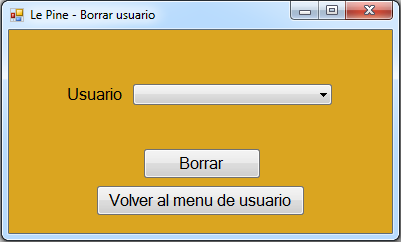 Le Pine - Borrar usuario
Usuario
Borrar
Volver al menu de usuario